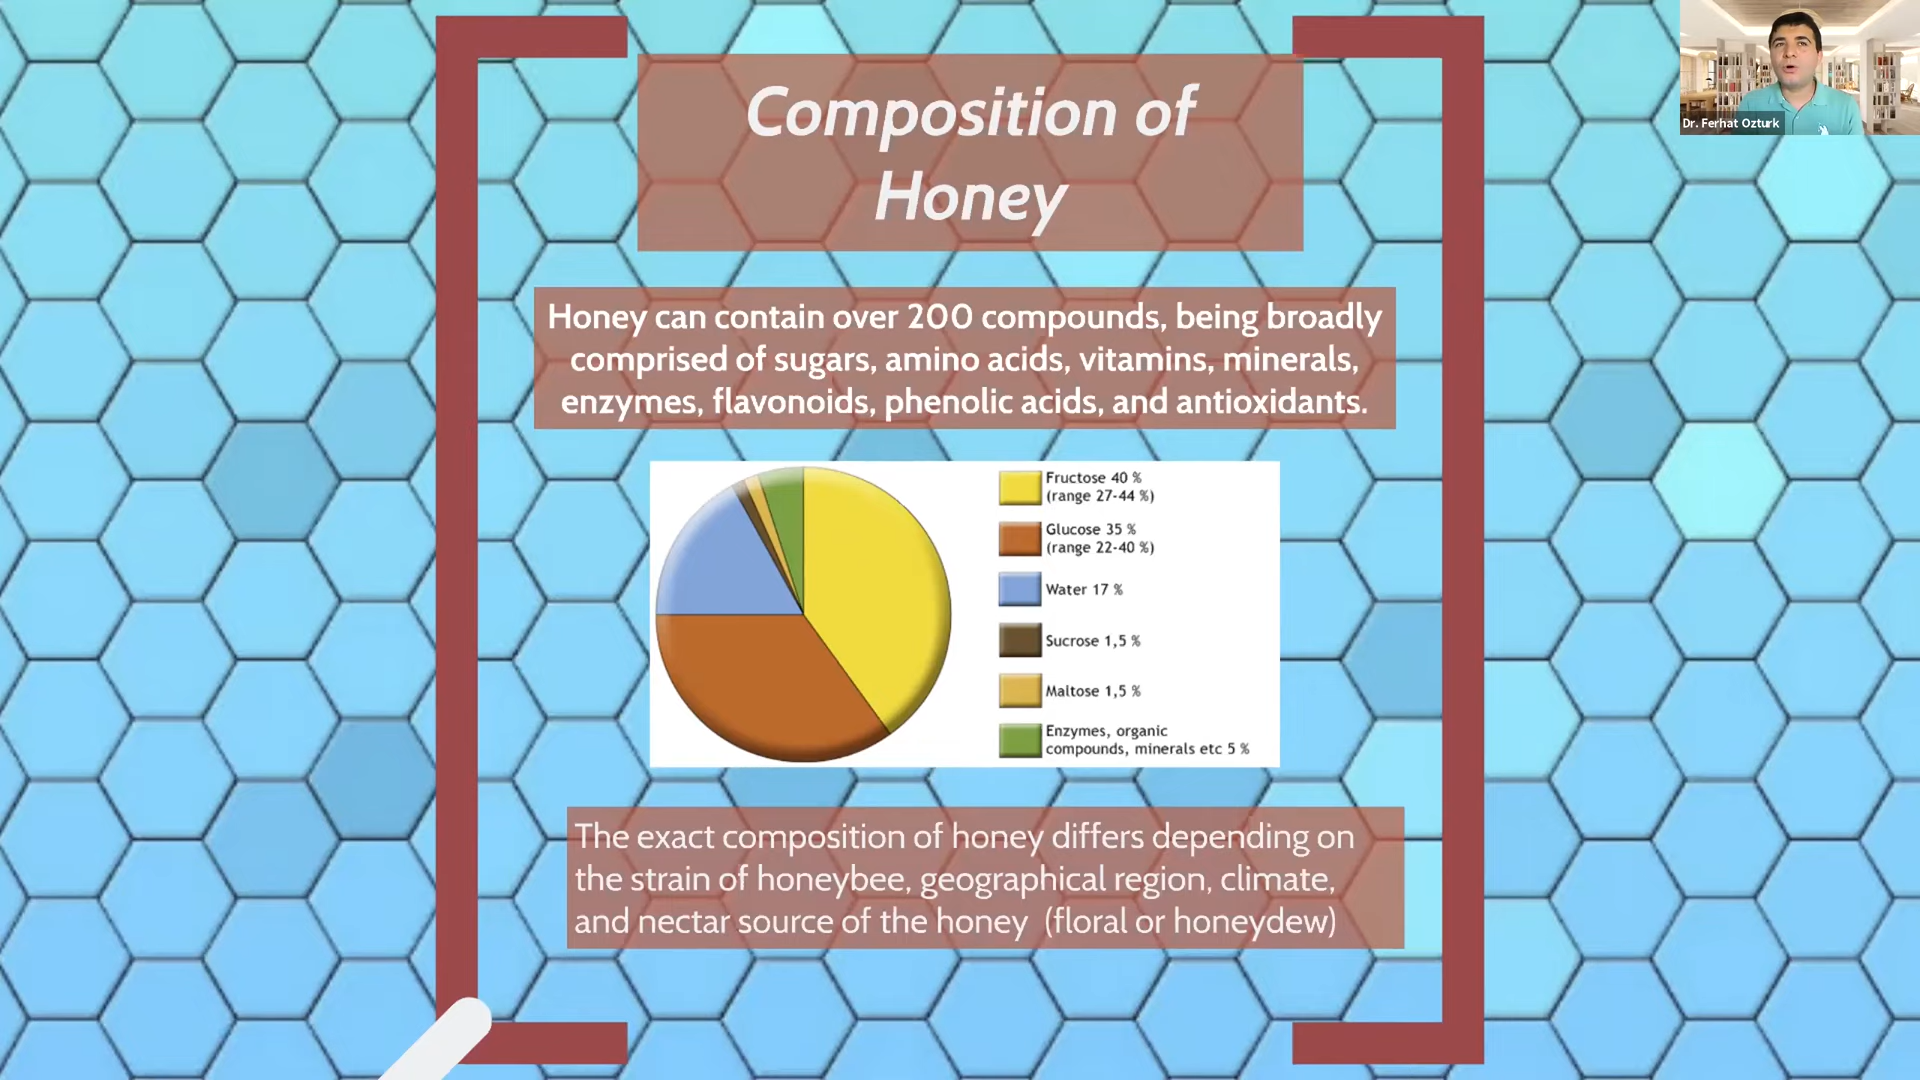 Composition of
Honey
Dr. Ferhat Ozturk
Honey can contain over 200 compounds, being broadly
comprised of sugars, amino acids, vitamins, minerals,
enzymes, flavonoids, phenolic acids, and antioxidants.
Fructose 40 %
(range 27-44 %)
Glucose 35 %
(range 22-40 %)
Water 17 %
Sucrose 1,5 %
Maltose 1,5 %
Enzymes, organic
compounds, minerals etc 5 %
The exact composition of honey differs depending on
the strain of honeybee, geographical region, climate,
and nectar source of the honey (floral or honeydew)